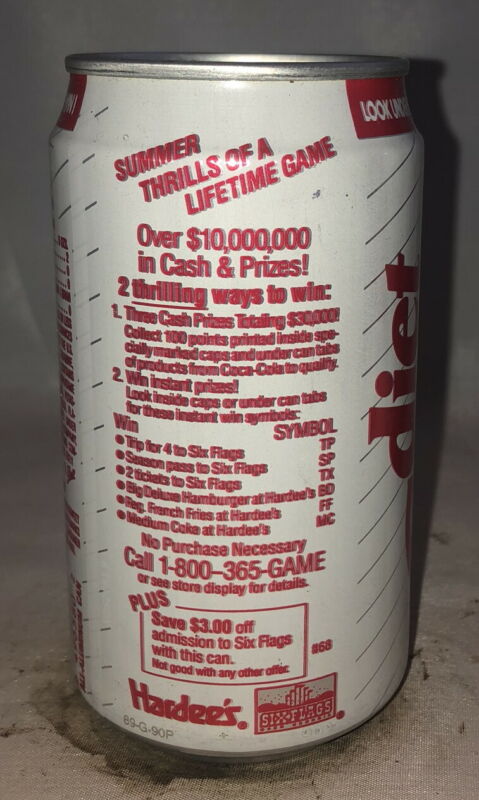 LOOK UND
SUMMER
THRILLS OF A
LIFETIME GAME
Over $10,000,000
in Cash & Prizes!
2 thrilling ways to win:
1. Three Cash Prizes Totaling $30,000!
Collect 100 points printed inside spe-
cially marked caps and under can tabs
of products from Coca-Cola to qualify.
2. Win instant prizes!
Look inside caps or under can tabs
for these instant win symbols:
Win SYMBOL
• Trip for 4 to Six Flags TP
• Season pass to Six Flags SP
• 2 tickets to Six Flags TX
• Big Deluxe Hamburger at Hardee's BD
• Reg. French Fries at Hardee's FF
• Medium Coke at Hardee's MC
No Purchase Necessary
Call 1-800-365-GAME
or see store display for details.
PLUS
Save $3.00 off
admission to Six Flags
with this can.
Not good with any other offer.
#68
Hardee's.
SIX FLAGS
89-G-90P
diet